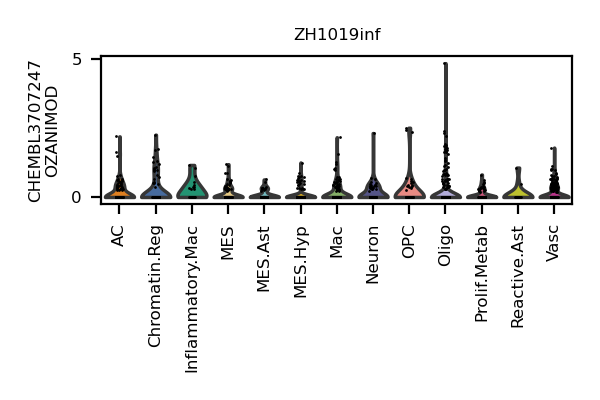 ZH1019inf
CHEMBL3707247
OZANIMOD
5
0
AC
Chromatin.Reg
Inflammatory.Mac
MES
MES.Ast
MES.Hyp
Mac
Neuron
OPC
Oligo
Prolif.Metab
Reactive.Ast
Vasc